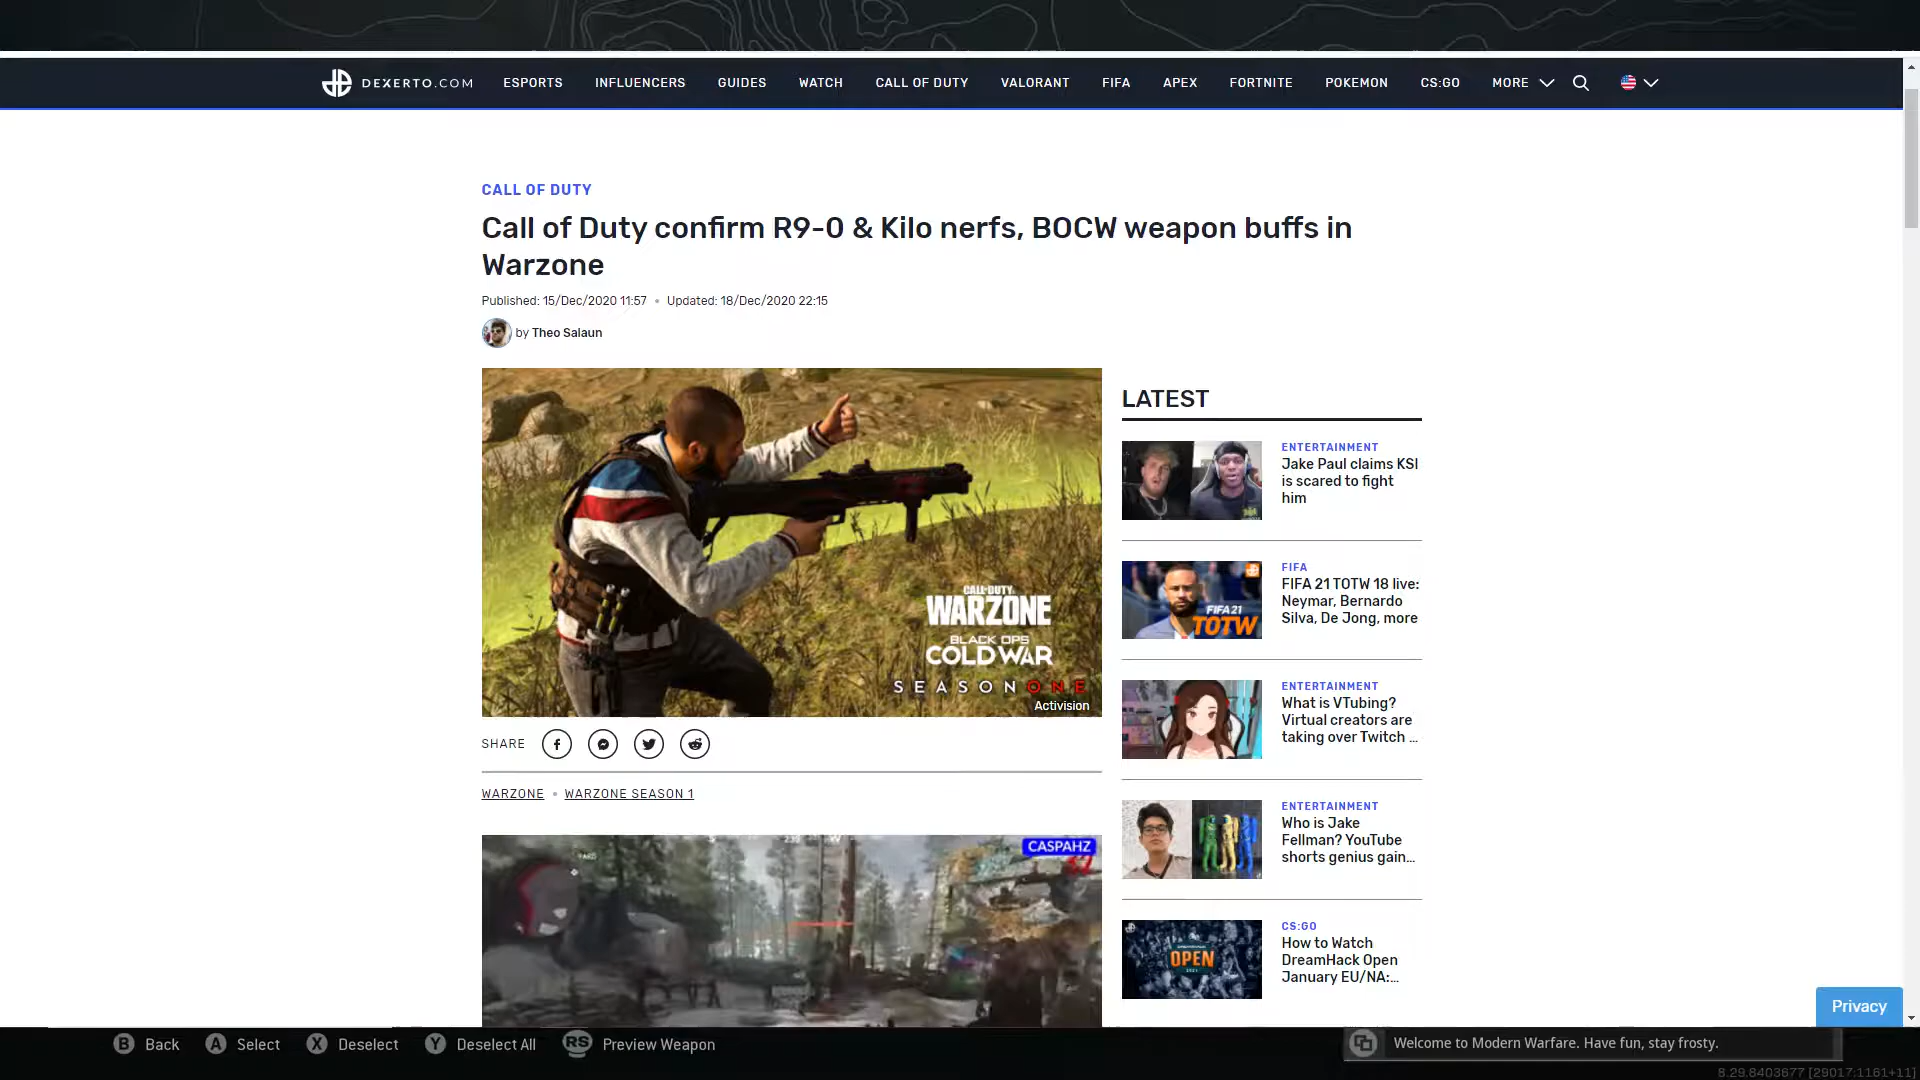 DEXERTO.COM
ESPORTS
INFLUENCERS
GUIDES
WATCH
CALL OF DUTY
VALORANT
FIFA
APEX
FORTNITE
POKEMON
CS:GO
MORE
CALL OF DUTY
Call of Duty confirm R9-0 & Kilo nerfs, BOCW weapon buffs in
Warzone
Published: 15/Dec/2020 11:57 • Updated: 18/Dec/2020 22:15
by Theo Salaun
CALL OF DUTY
WARZONE
BLACK OPS
COLD WAR
SEASON ONE
Activision
SHARE
WARZONE • WARZONE SEASON 1
CASPAHZ
LATEST
ENTERTAINMENT
Jake Paul claims KSI
is scared to fight
him
FIFA 21
TOTW
FIFA
FIFA 21 TOTW 18 live:
Neymar, Bernardo
Silva, De Jong, more
ENTERTAINMENT
What is VTubing?
Virtual creators are
taking over Twitch ...
ENTERTAINMENT
Who is Jake
Fellman? YouTube
shorts genius gain...
OPEN
CS:GO
How to Watch
DreamHack Open
January EU/NA:...
Privacy
B Back
A Select
X Deselect
Y Deselect All
RS Preview Weapon
Welcome to Modern Warfare. Have fun, stay frosty.
8.29.8403677 [29017:1161+11]